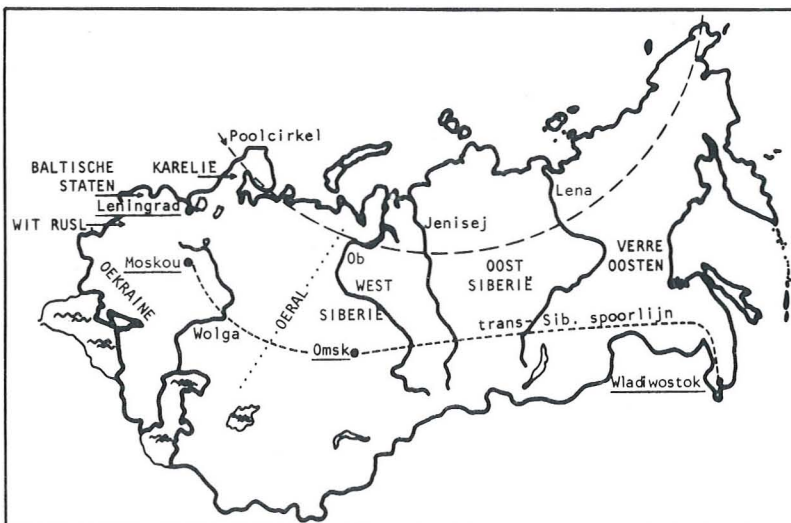 Poolcirkel
BALTISCHE
STATEN
KARELIE
Leningrad
WIT RUSL.
Moskou
OEKRAINE
Wolga
OERAL
Ob
WEST
SIBERIË
Omsk
Jenisej
OOST
SIBERIË
Lena
VERRE
OOSTEN
trans-Sib. spoorlijn
Wladiwostok